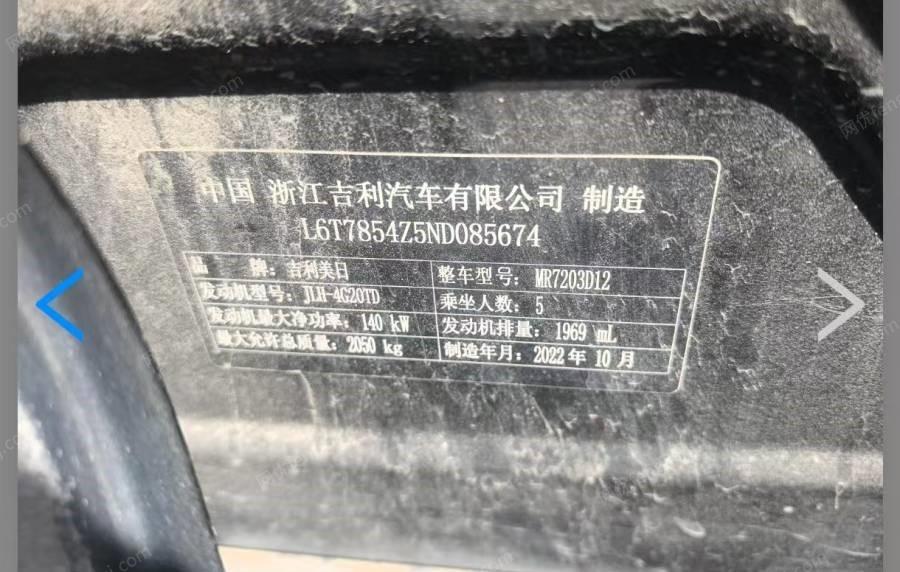 中国 浙江吉利汽车有限公司 制造
L6T7854Z5ND085674
品 牌：吉利美日 整车型号：MR7203D12
发动机型号：JLH-4G20TD 乘坐人数：5
发动机最大净功率：140 kW 发动机排量：1969 mL
最大允许总质量：2050 kg 制造年月：2022 年 10 月